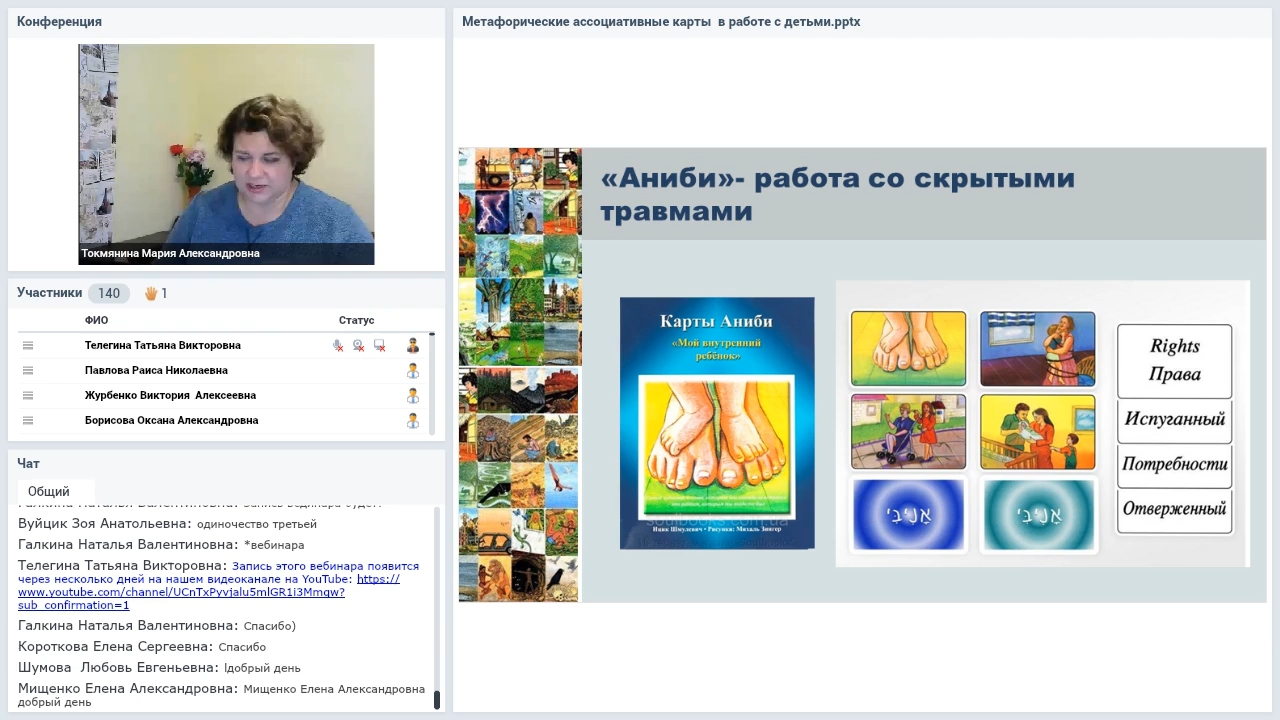 Конференция
Токмянина Мария Александровна
Участники 140 1
ФИО Статус
Телегина Татьяна Викторовна
Павлова Раиса Николаевна
Журбенко Виктория Алексеевна
Борисова Оксана Александровна
Чат
Общий
Вуйцик Зоя Анатольевна: одиночество третьей
Галкина Наталья Валентиновна: *вебинара
Телегина Татьяна Викторовна: Запись этого вебинара появится
через несколько дней на нашем видеоканале на YouTube: https://
www.youtube.com/channel/UCnTxPyvjalu5mlGR1i3Mmqw?
sub_confirmation=1
Галкина Наталья Валентиновна: Спасибо)
Короткова Елена Сергеевна: Спасибо
Шумова Любовь Евгеньевна: lдобрый день
Мищенко Елена Александровна: Мищенко Елена Александровна
добрый день
Метафорические ассоциативные карты в работе с детьми.pptx
«Аниби»- работа со скрытыми
травмами
Карты Аниби
«Мой внутренний
ребёнок»
soulbooks.com.ua
Rights
Права
Испуганный
Потребности
Отверженный